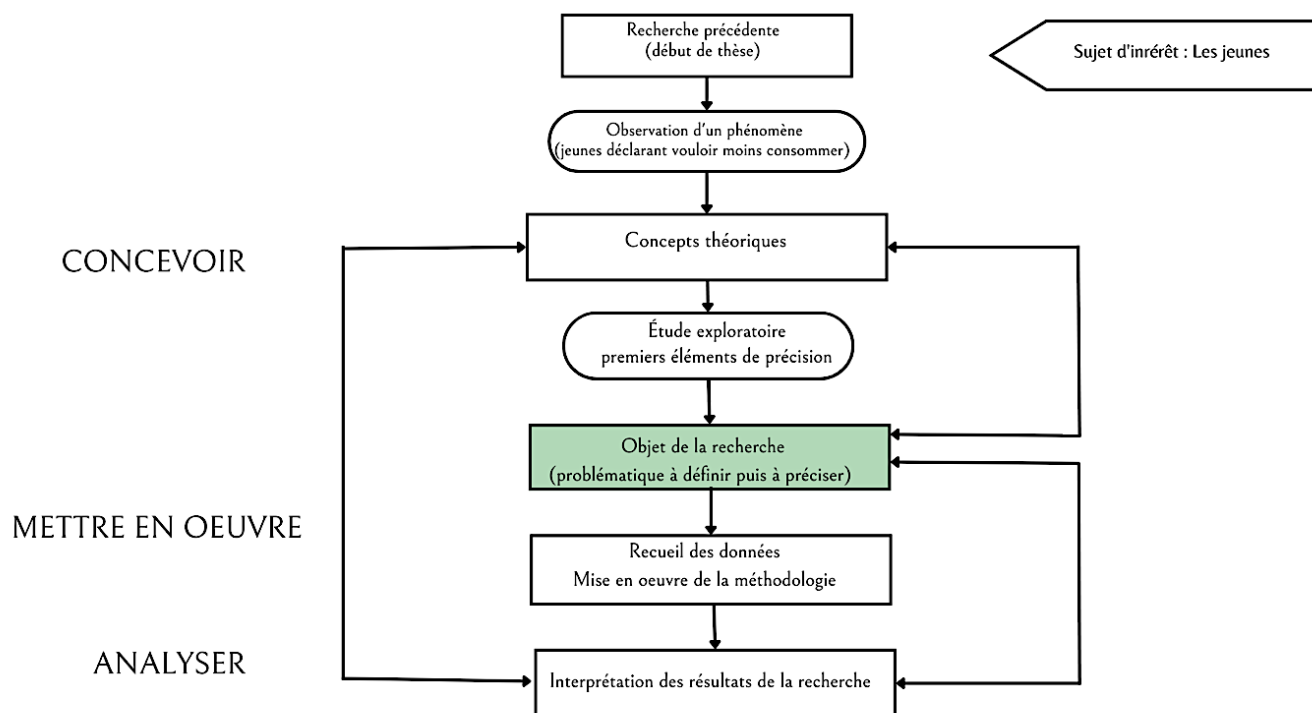 Recherche précédente
(début de thèse)
Sujet d'inrérêt : Les jeunes
Observation d'un phénomène
(jeunes déclarant vouloir moins consommer)
CONCEVOIR
Concepts théoriques
Étude exploratoire
premiers éléments de précision
Objet de la recherche
(problématique à définir puis à préciser)
METTRE EN OEUVRE
Recueil des données
Mise en oeuvre de la méthodologie
ANALYSER
Interprétation des résultats de la recherche